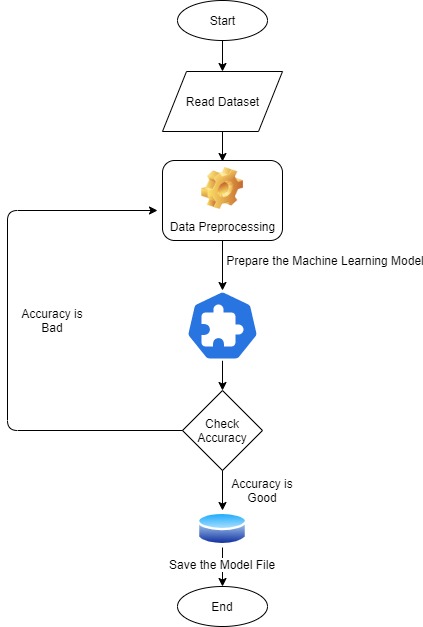 Start
Read Dataset
Data Preprocessing
Prepare the Machine Learning Model
Accuracy is
Bad
Check
Accuracy
Accuracy is
Good
Save the Model File
End